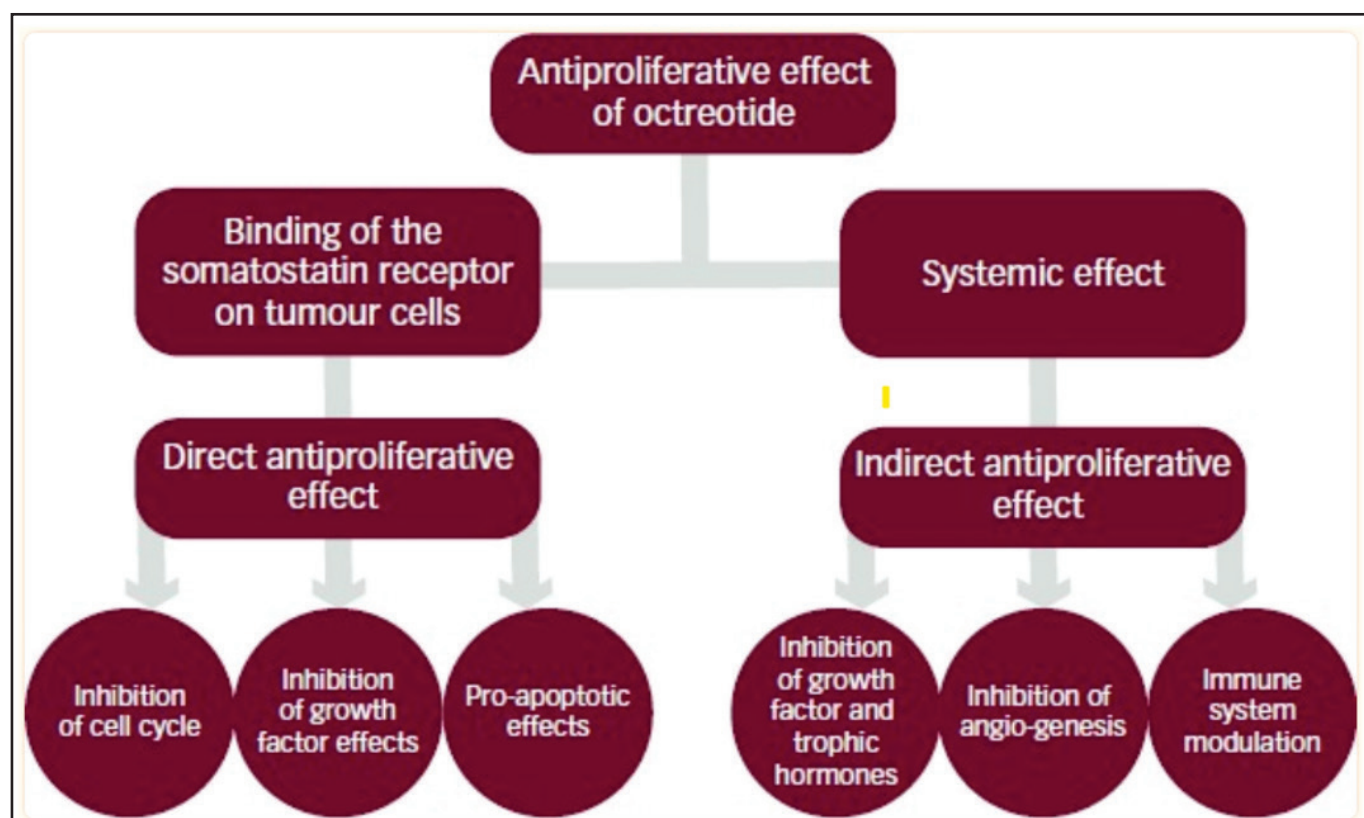 Antiproliferative effect
of octreotide
Binding of the
somatostatin receptor
on tumour cells
Systemic effect
Direct antiproliferative
effect
Indirect antiproliferative
effect
Inhibition
of cell cycle
Inhibition
of growth
factor effects
Pro-apoptotic
effects
Inhibition
of growth
factor and
trophic
hormones
Inhibition of
angio-genesis
Immune
system
modulation